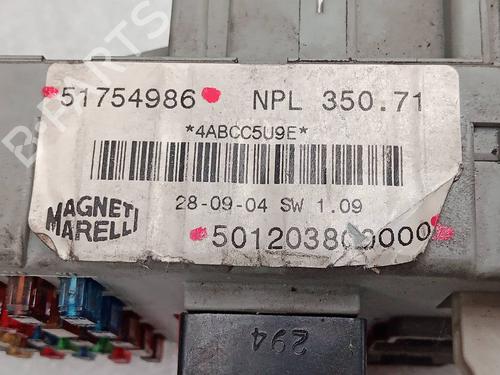 51754986 NPL 350.71
*4ABCC5U9E*
28-09-04 SW 1.09
MAGNETI
MARELLI
294